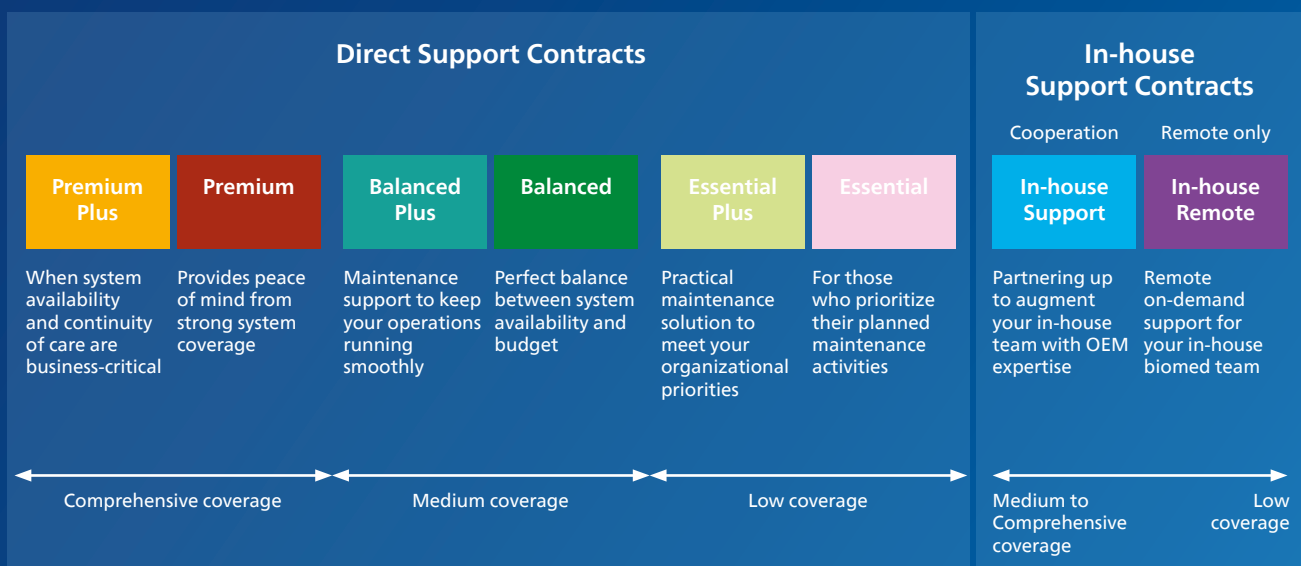 Direct Support Contracts
In-house
Support Contracts
Cooperation
Remote only
Premium
Plus
Premium
Balanced
Plus
Balanced
Essential
Plus
Essential
In-house
Support
In-house
Remote
When system
availability
and continuity
of care are
business-critical
Provides peace
of mind from
strong system
coverage
Maintenance
support to keep
your operations
running
smoothly
Perfect balance
between system
availability and
budget
Practical
maintenance
solution to
meet your
organizational
priorities
For those
who prioritize
their planned
maintenance
activities
Partnering up
to augment
your in-house
team with OEM
expertise
Remote
on-demand
support for
your in-house
biomed team
Comprehensive coverage
Medium coverage
Low coverage
Medium to
Comprehensive
coverage
Low
coverage